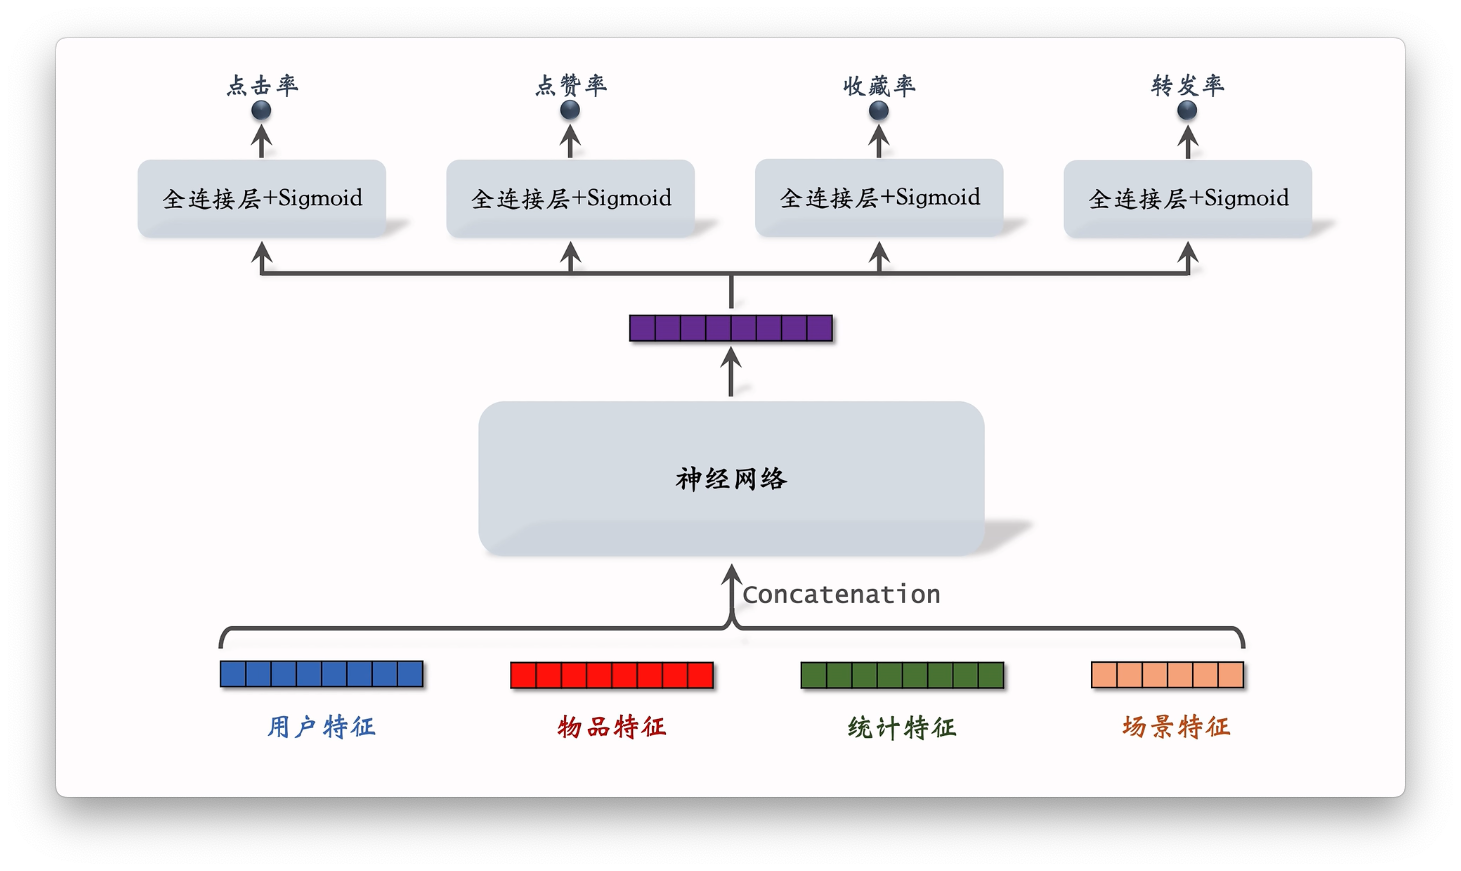 点击率
点赞率
收藏率
转发率
全连接层+Sigmoid
全连接层+Sigmoid
全连接层+Sigmoid
全连接层+Sigmoid
神经网络
Concatenation
用户特征
物品特征
统计特征
场景特征